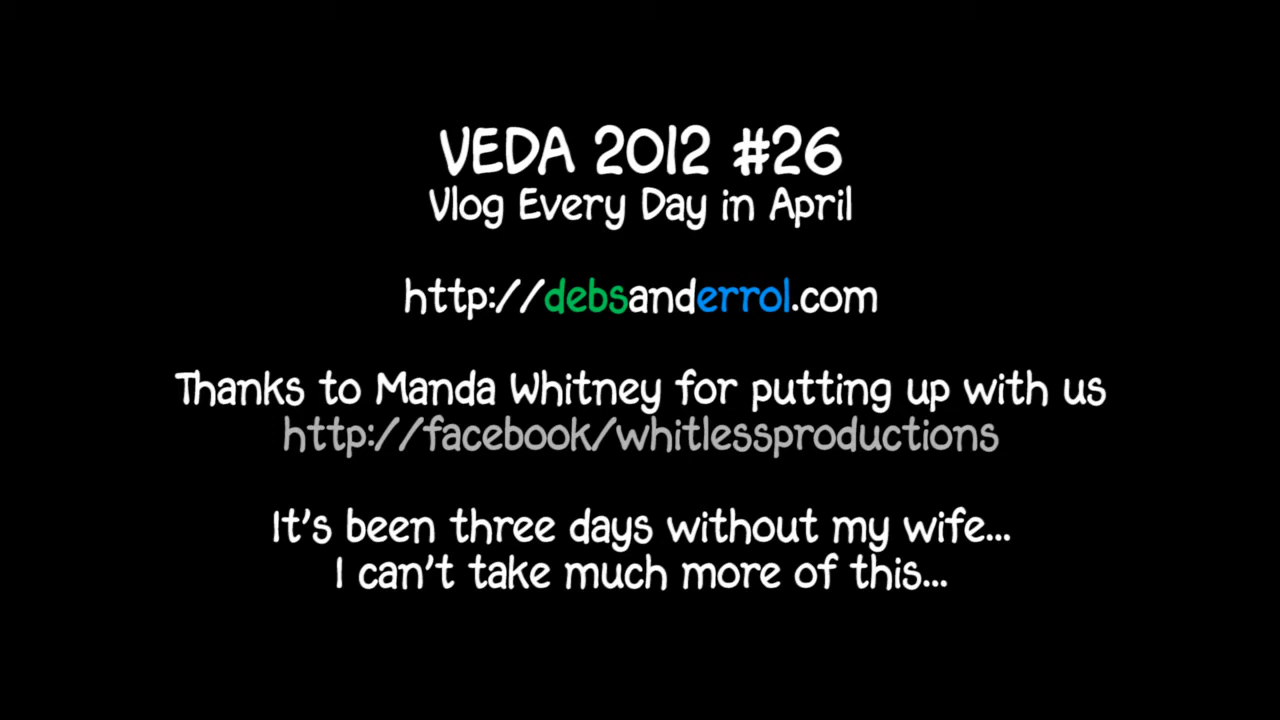 VEDA 2012 #26
Vlog Every Day in April
http://debsanderrol.com
Thanks to Manda Whitney for putting up with us
http://facebook/whitlessproductions
It's been three days without my wife...
I can't take much more of this...